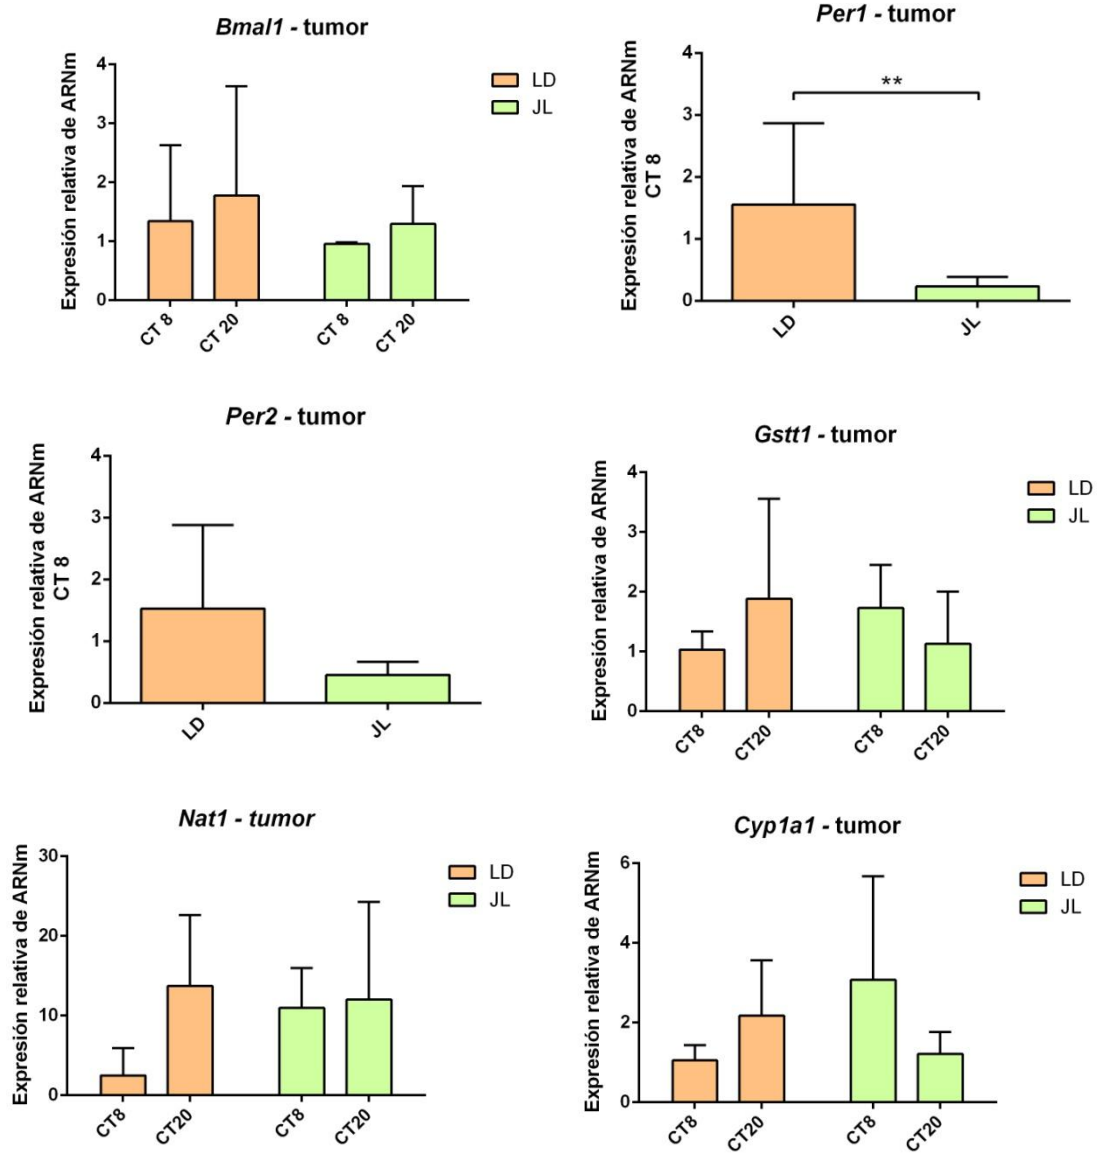 Bmal1 - tumor
Expresión relativa de ARNm
4
3
2
1
0
CT 8
CT 20
CT 8
CT 20
LD
JL
Per1 - tumor
Expresión relativa de ARNm
CT 8
4
3
2
1
0
**
LD
JL
Per2 - tumor
Expresión relativa de ARNm
CT 8
4
3
2
1
0
LD
JL
Gstt1 - tumor
Expresión relativa de ARNm
4
3
2
1
0
CT8
CT20
CT8
CT20
LD
JL
Nat1 - tumor
Expresión relativa de ARNm
30
20
10
0
CT8
CT20
CT8
CT20
LD
JL
Cyp1a1 - tumor
Expresión relativa de ARNm
6
4
2
0
CT8
CT20
CT8
CT20
LD
JL